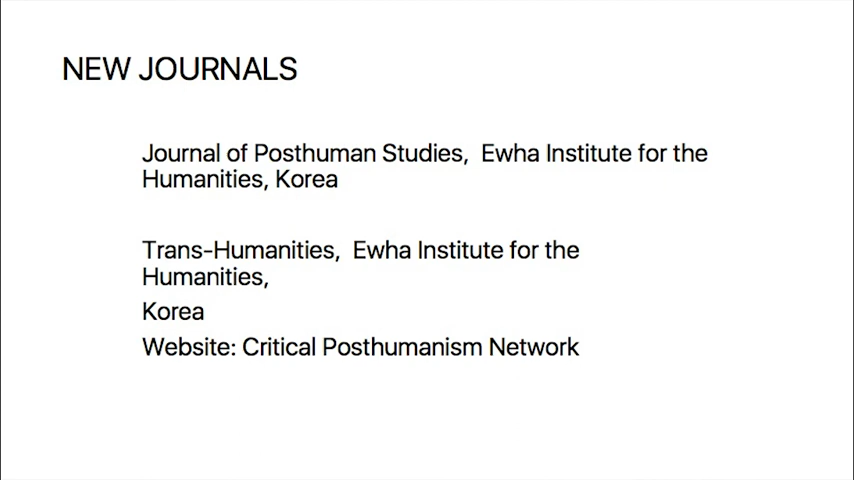 NEW JOURNALS
Journal of Posthuman Studies, Ewha Institute for the
Humanities, Korea
Trans-Humanities, Ewha Institute for the
Humanities,
Korea
Website: Critical Posthumanism Network